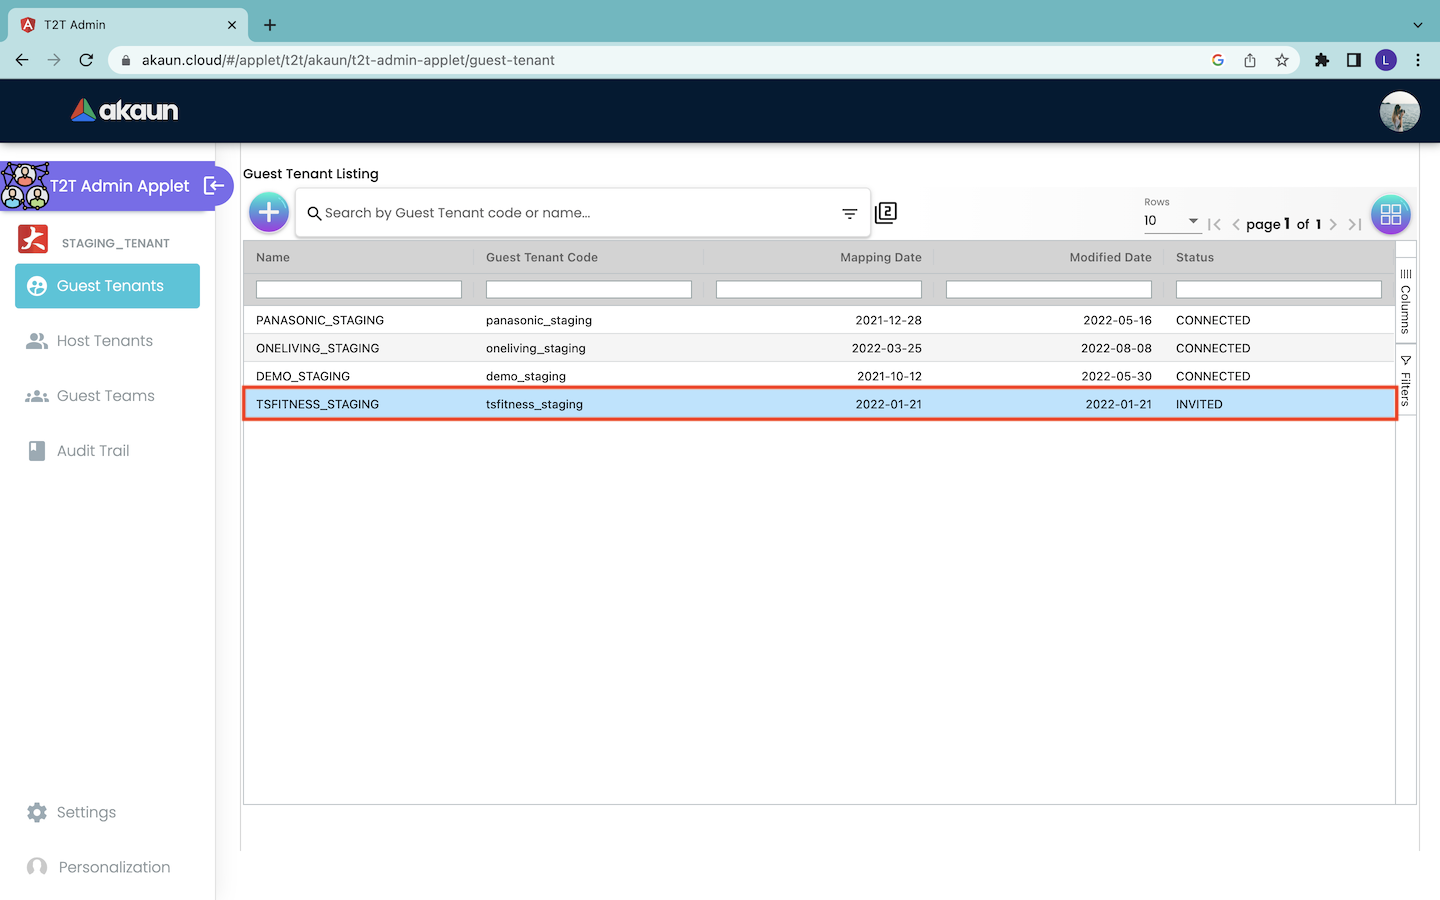 T2T Admin
akaun.cloud/#/applet/t2t/akaun/t2t-admin-applet/guest-tenant
L
akaun
T2T Admin Applet
STAGING_TENANT
Guest Tenants
Host Tenants
Guest Teams
Audit Trail
Settings
Personalization
Guest Tenant Listing
Search by Guest Tenant code or name...
2
Rows
10
page 1 of 1
Name Guest Tenant Code Mapping Date Modified Date Status
PANASONIC_STAGING panasonic_staging 2021-12-28 2022-05-16 CONNECTED
ONELIVING_STAGING oneliving_staging 2022-03-25 2022-08-08 CONNECTED
DEMO_STAGING demo_staging 2021-10-12 2022-05-30 CONNECTED
TSFITNESS_STAGING tsfitness_staging 2022-01-21 2022-01-21 INVITED
Columns
Filters